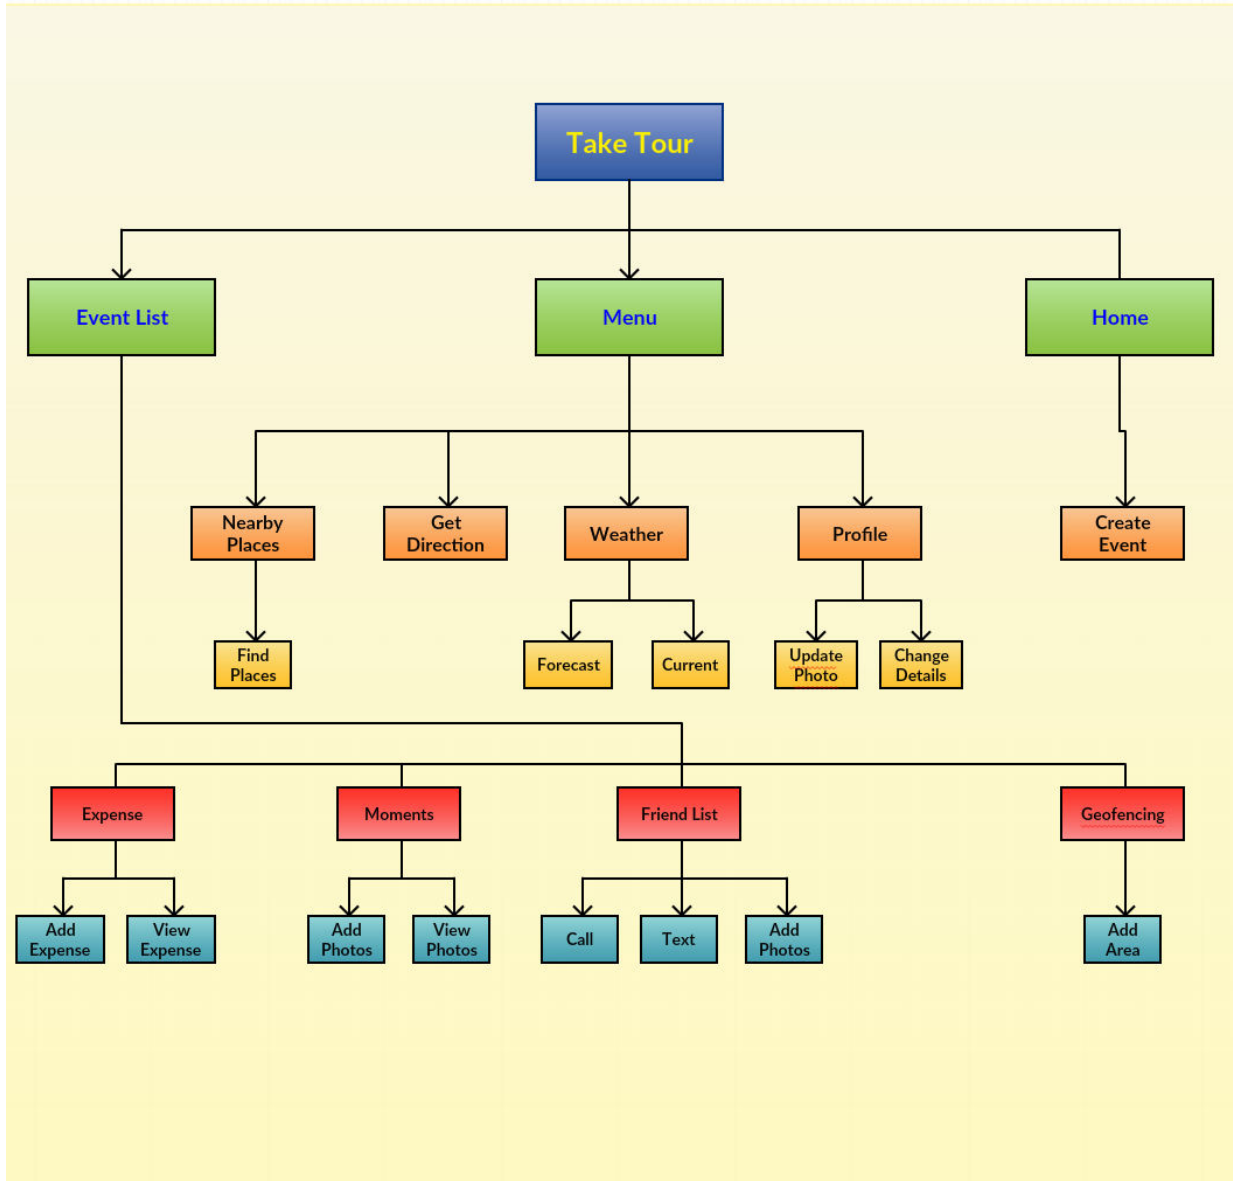 Take Tour
Event List
Menu
Home
Nearby
Places
Get
Direction
Weather
Profile
Create
Event
Find
Places
Forecast
Current
Update
Photo
Change
Details
Expense
Moments
Friend List
Geofencing
Add
Expense
View
Expense
Add
Photos
View
Photos
Call
Text
Add
Photos
Add
Area